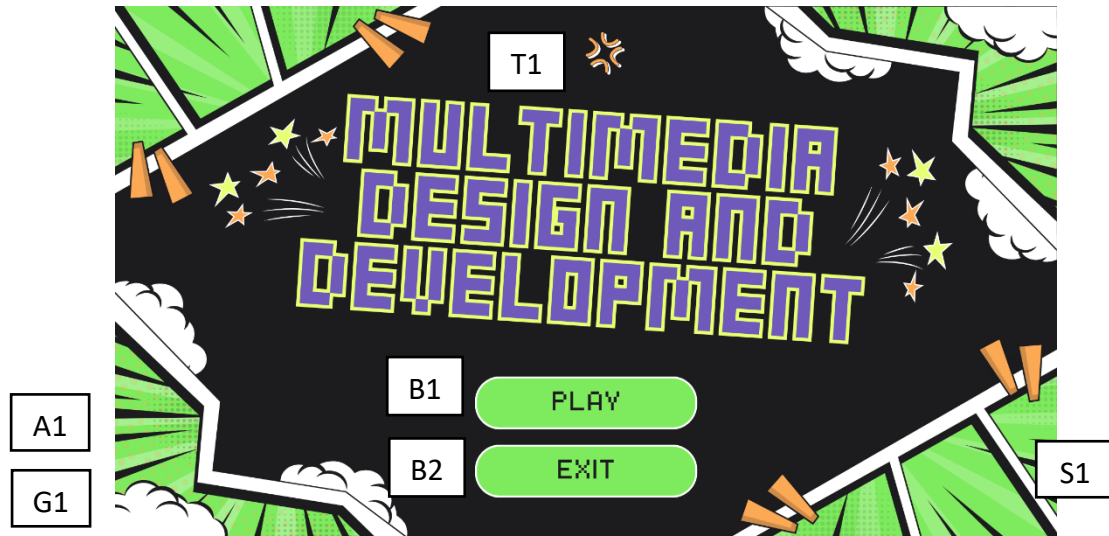 T1
MULTIMEDIA
DESIGN AND
DEVELOPMENT
B1
PLAY
A1
B2
EXIT
S1
G1